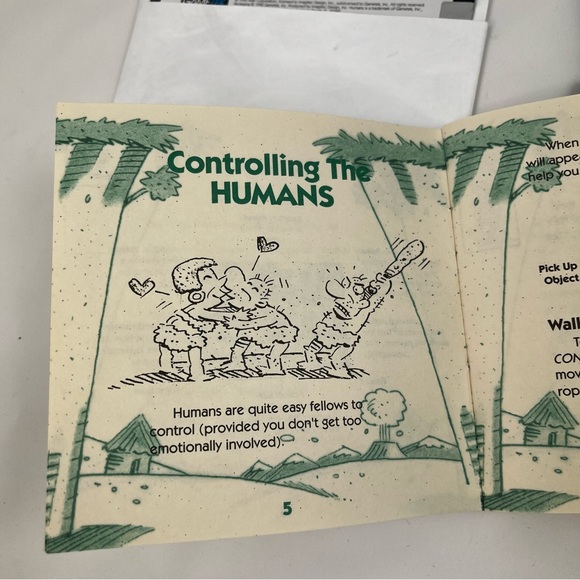 Controlling The
HUMANS
Humans are quite easy fellows to
control (provided you don't get too
emotionally involved).
5
When
will appe
help you
Pick Up
Object
Wall
T
CON
mov
rop